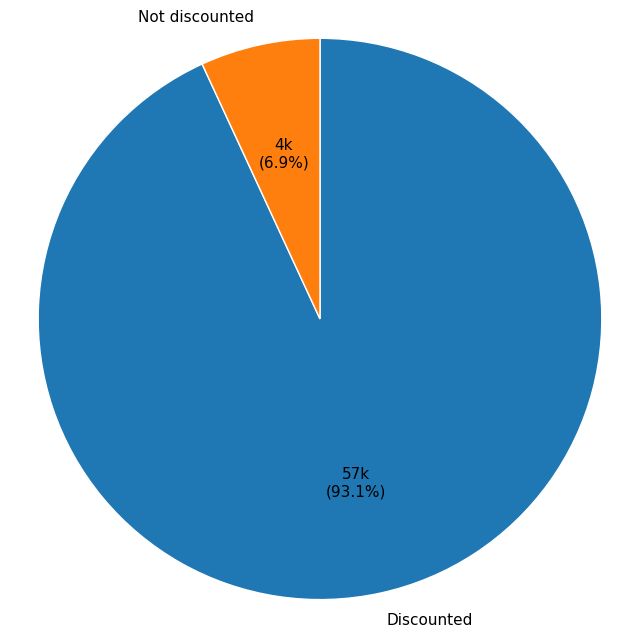 Not discounted
4k
(6.9%)
57k
(93.1%)
Discounted